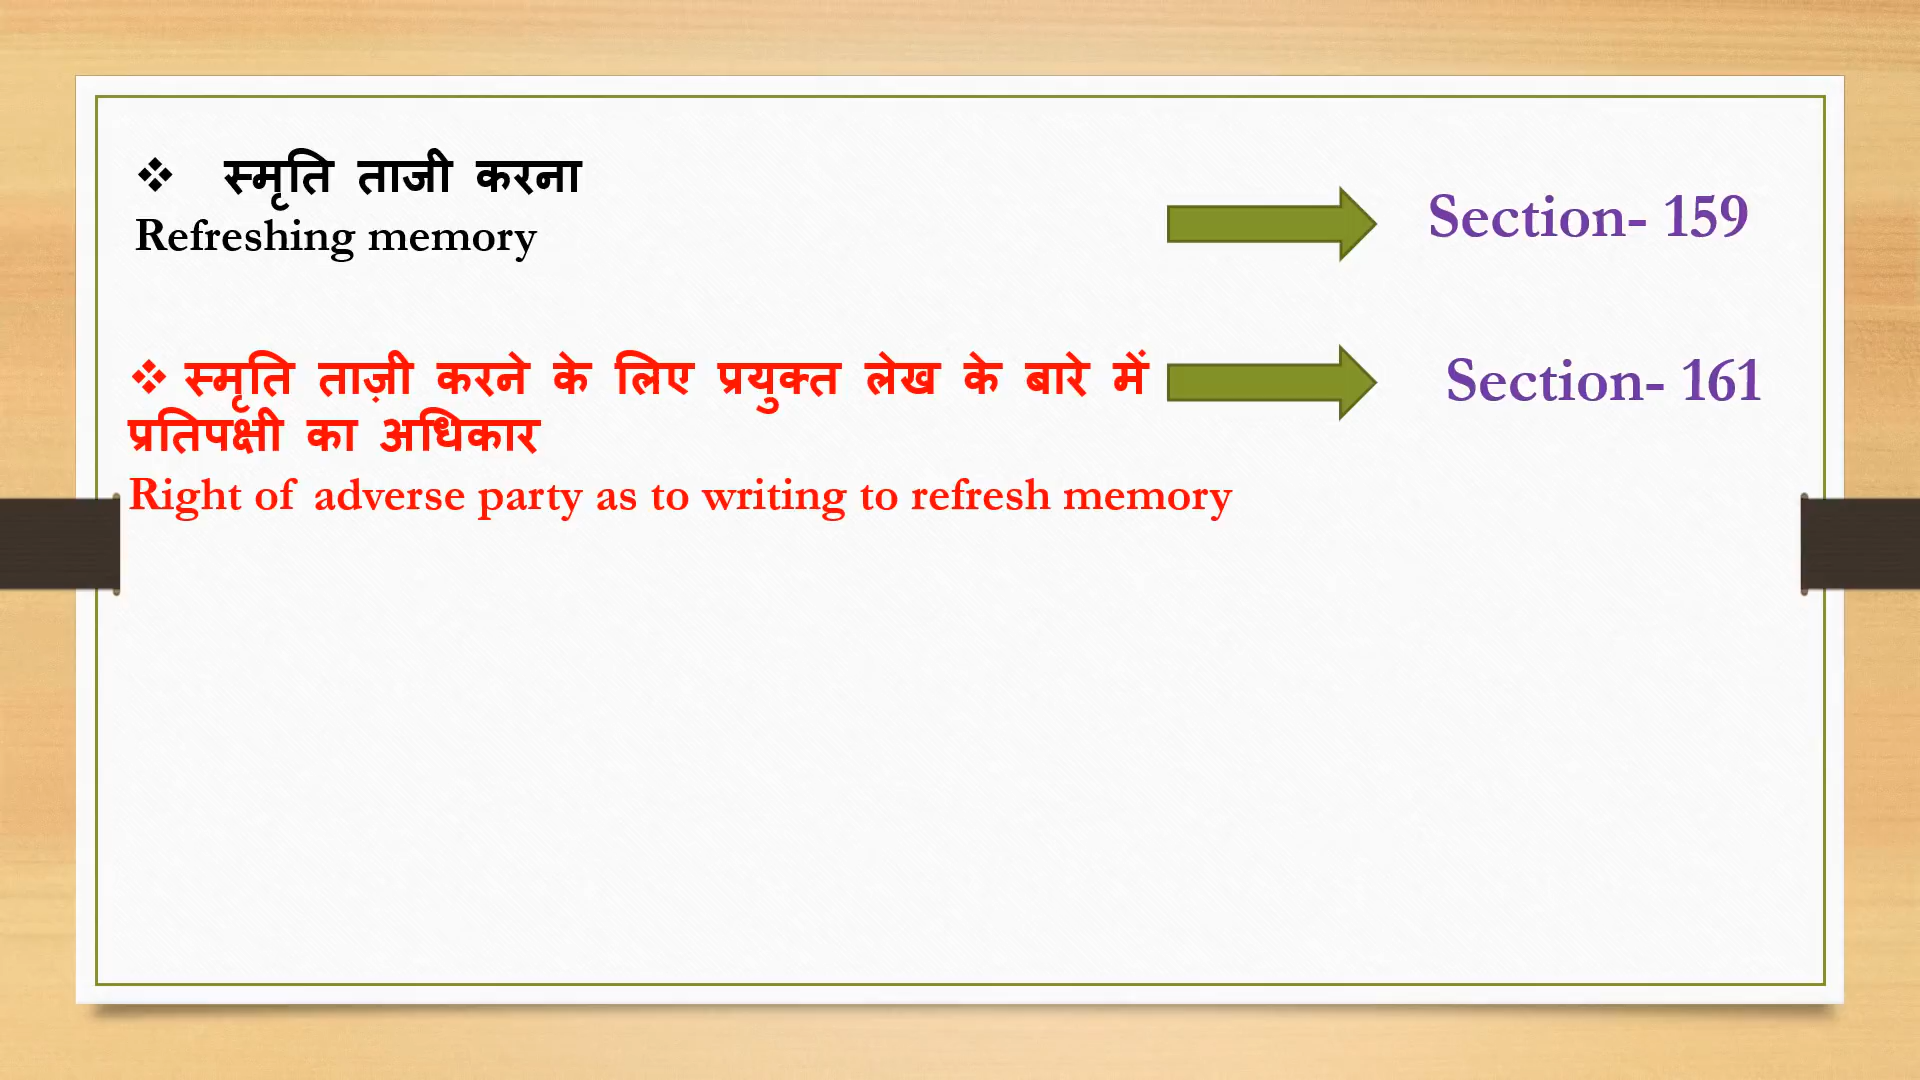 ❖ स्मृति ताजी करना
Refreshing memory
Section- 159
❖ स्मृति ताज़ी करने के लिए प्रयुक्त लेख के बारे में
प्रतिपक्षी का अधिकार
Right of adverse party as to writing to refresh memory
Section- 161